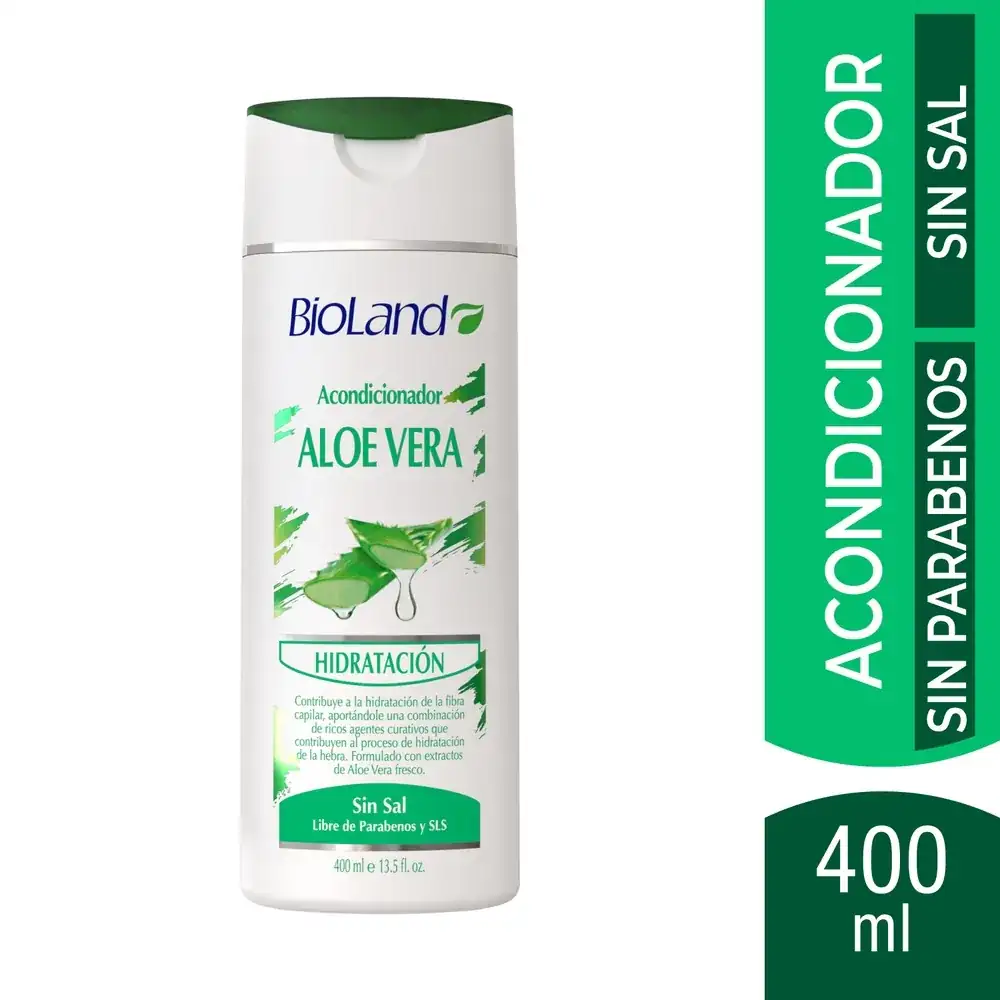 BioLand
Acondicionador
ALOE VERA
HIDRATACIÓN
Contribuye a la hidratación de la fibra
capilar, aportándole una combinación
de ricos agentes curativos que
contribuyen al proceso de hidratación
de la hebra. Formulado con extractos
de Aloe Vera fresco.
Sin Sal
Libre de Parabenos y SLS
400 ml e 13.5 fl. oz.
ACONDICIONADOR
SIN PARABENOS
SIN SAL
400
ml